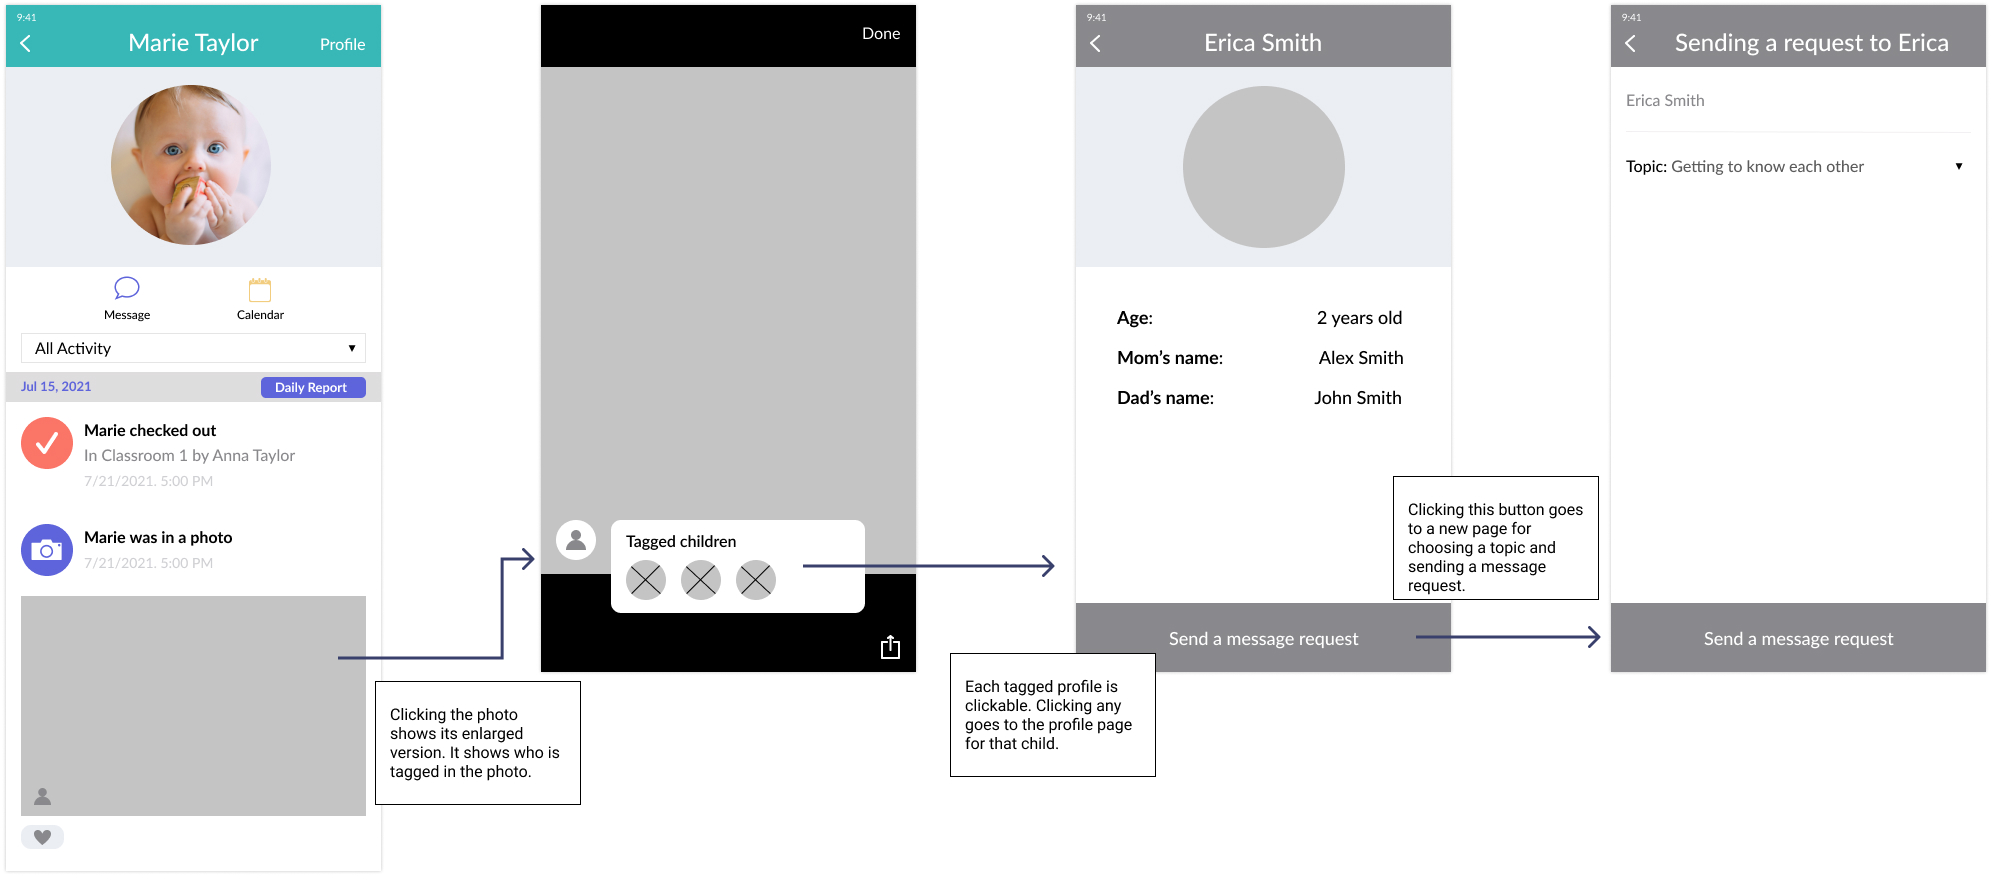 9:41
Marie Taylor
Profile
Message
Calendar
All Activity
Jul 15, 2021
Daily Report
Marie checked out
In Classroom 1 by Anna Taylor
7/21/2021. 5:00 PM
Marie was in a photo
7/21/2021. 5:00 PM
Clicking the photo
shows its enlarged
version. It shows who is
tagged in the photo.
Done
Tagged children
Each tagged profile is
clickable. Clicking any
goes to the profile page
for that child.
9:41
Erica Smith
Age:
2 years old
Mom’s name:
Alex Smith
Dad’s name:
John Smith
Send a message request
Clicking this button goes
to a new page for
choosing a topic and
sending a message
request.
9:41
Sending a request to Erica
Erica Smith
Topic: Getting to know each other
Send a message request